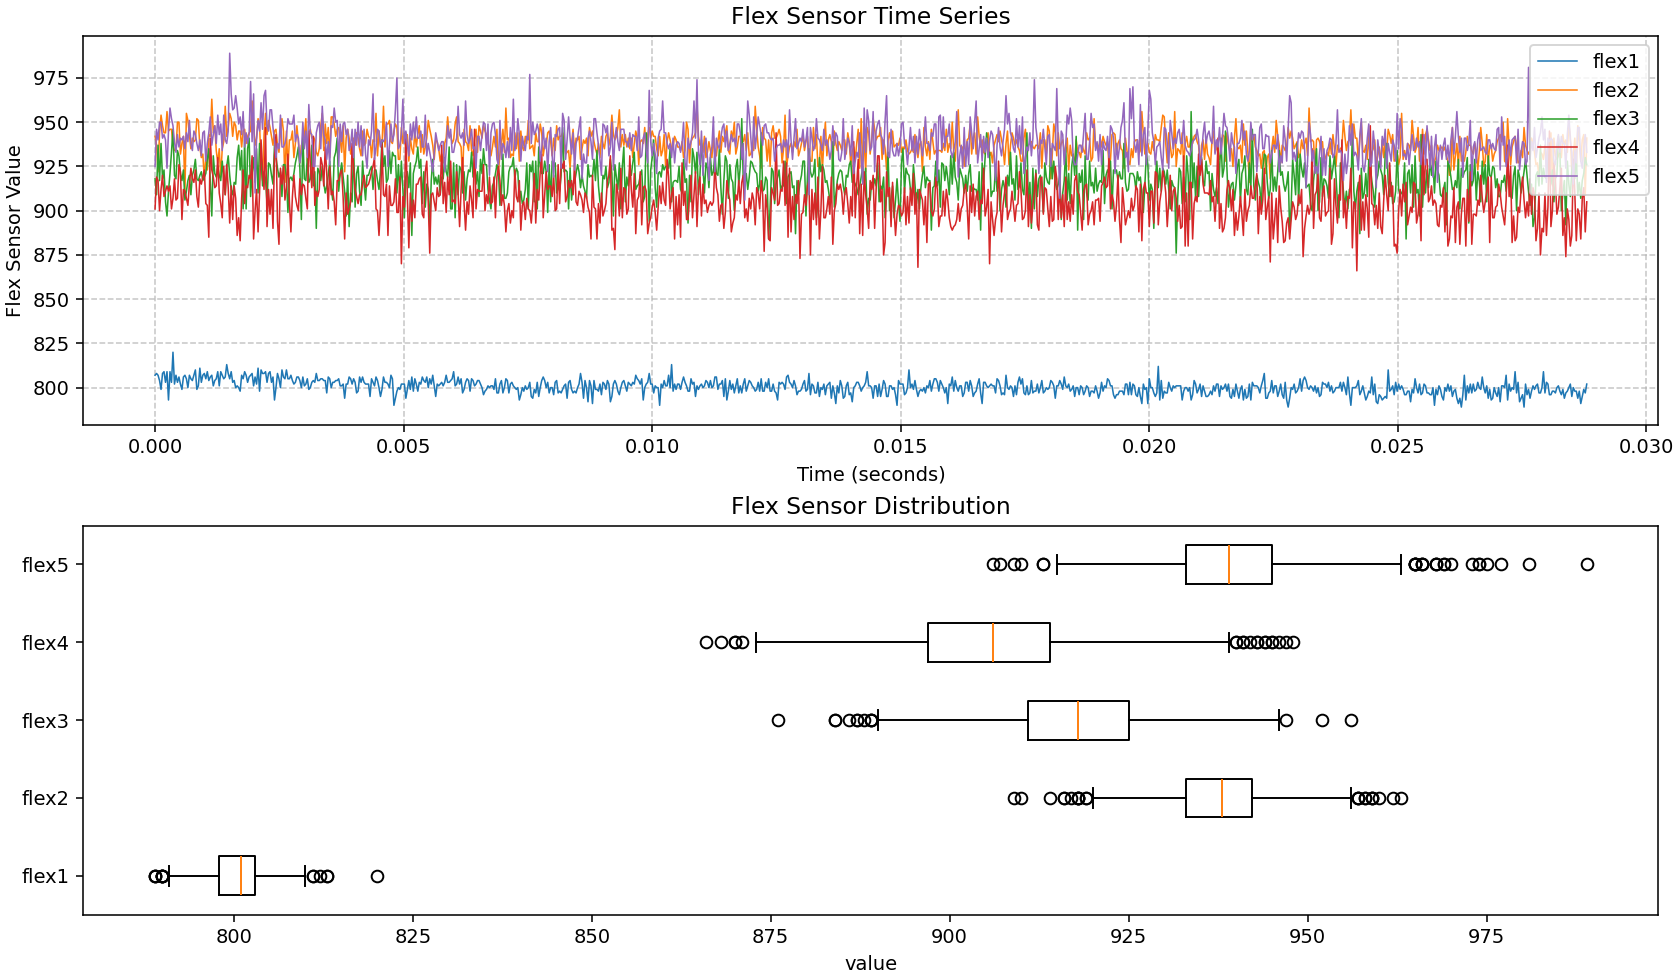 Flex Sensor Time Series
Flex Sensor Value
975
950
925
900
875
850
825
800
flex1
flex2
flex3
flex4
flex5
0.000 0.005 0.010 0.015 0.020 0.025 0.030
Time (seconds)
Flex Sensor Distribution
flex5
flex4
flex3
flex2
flex1
800 825 850 875 900 925 950 975
value